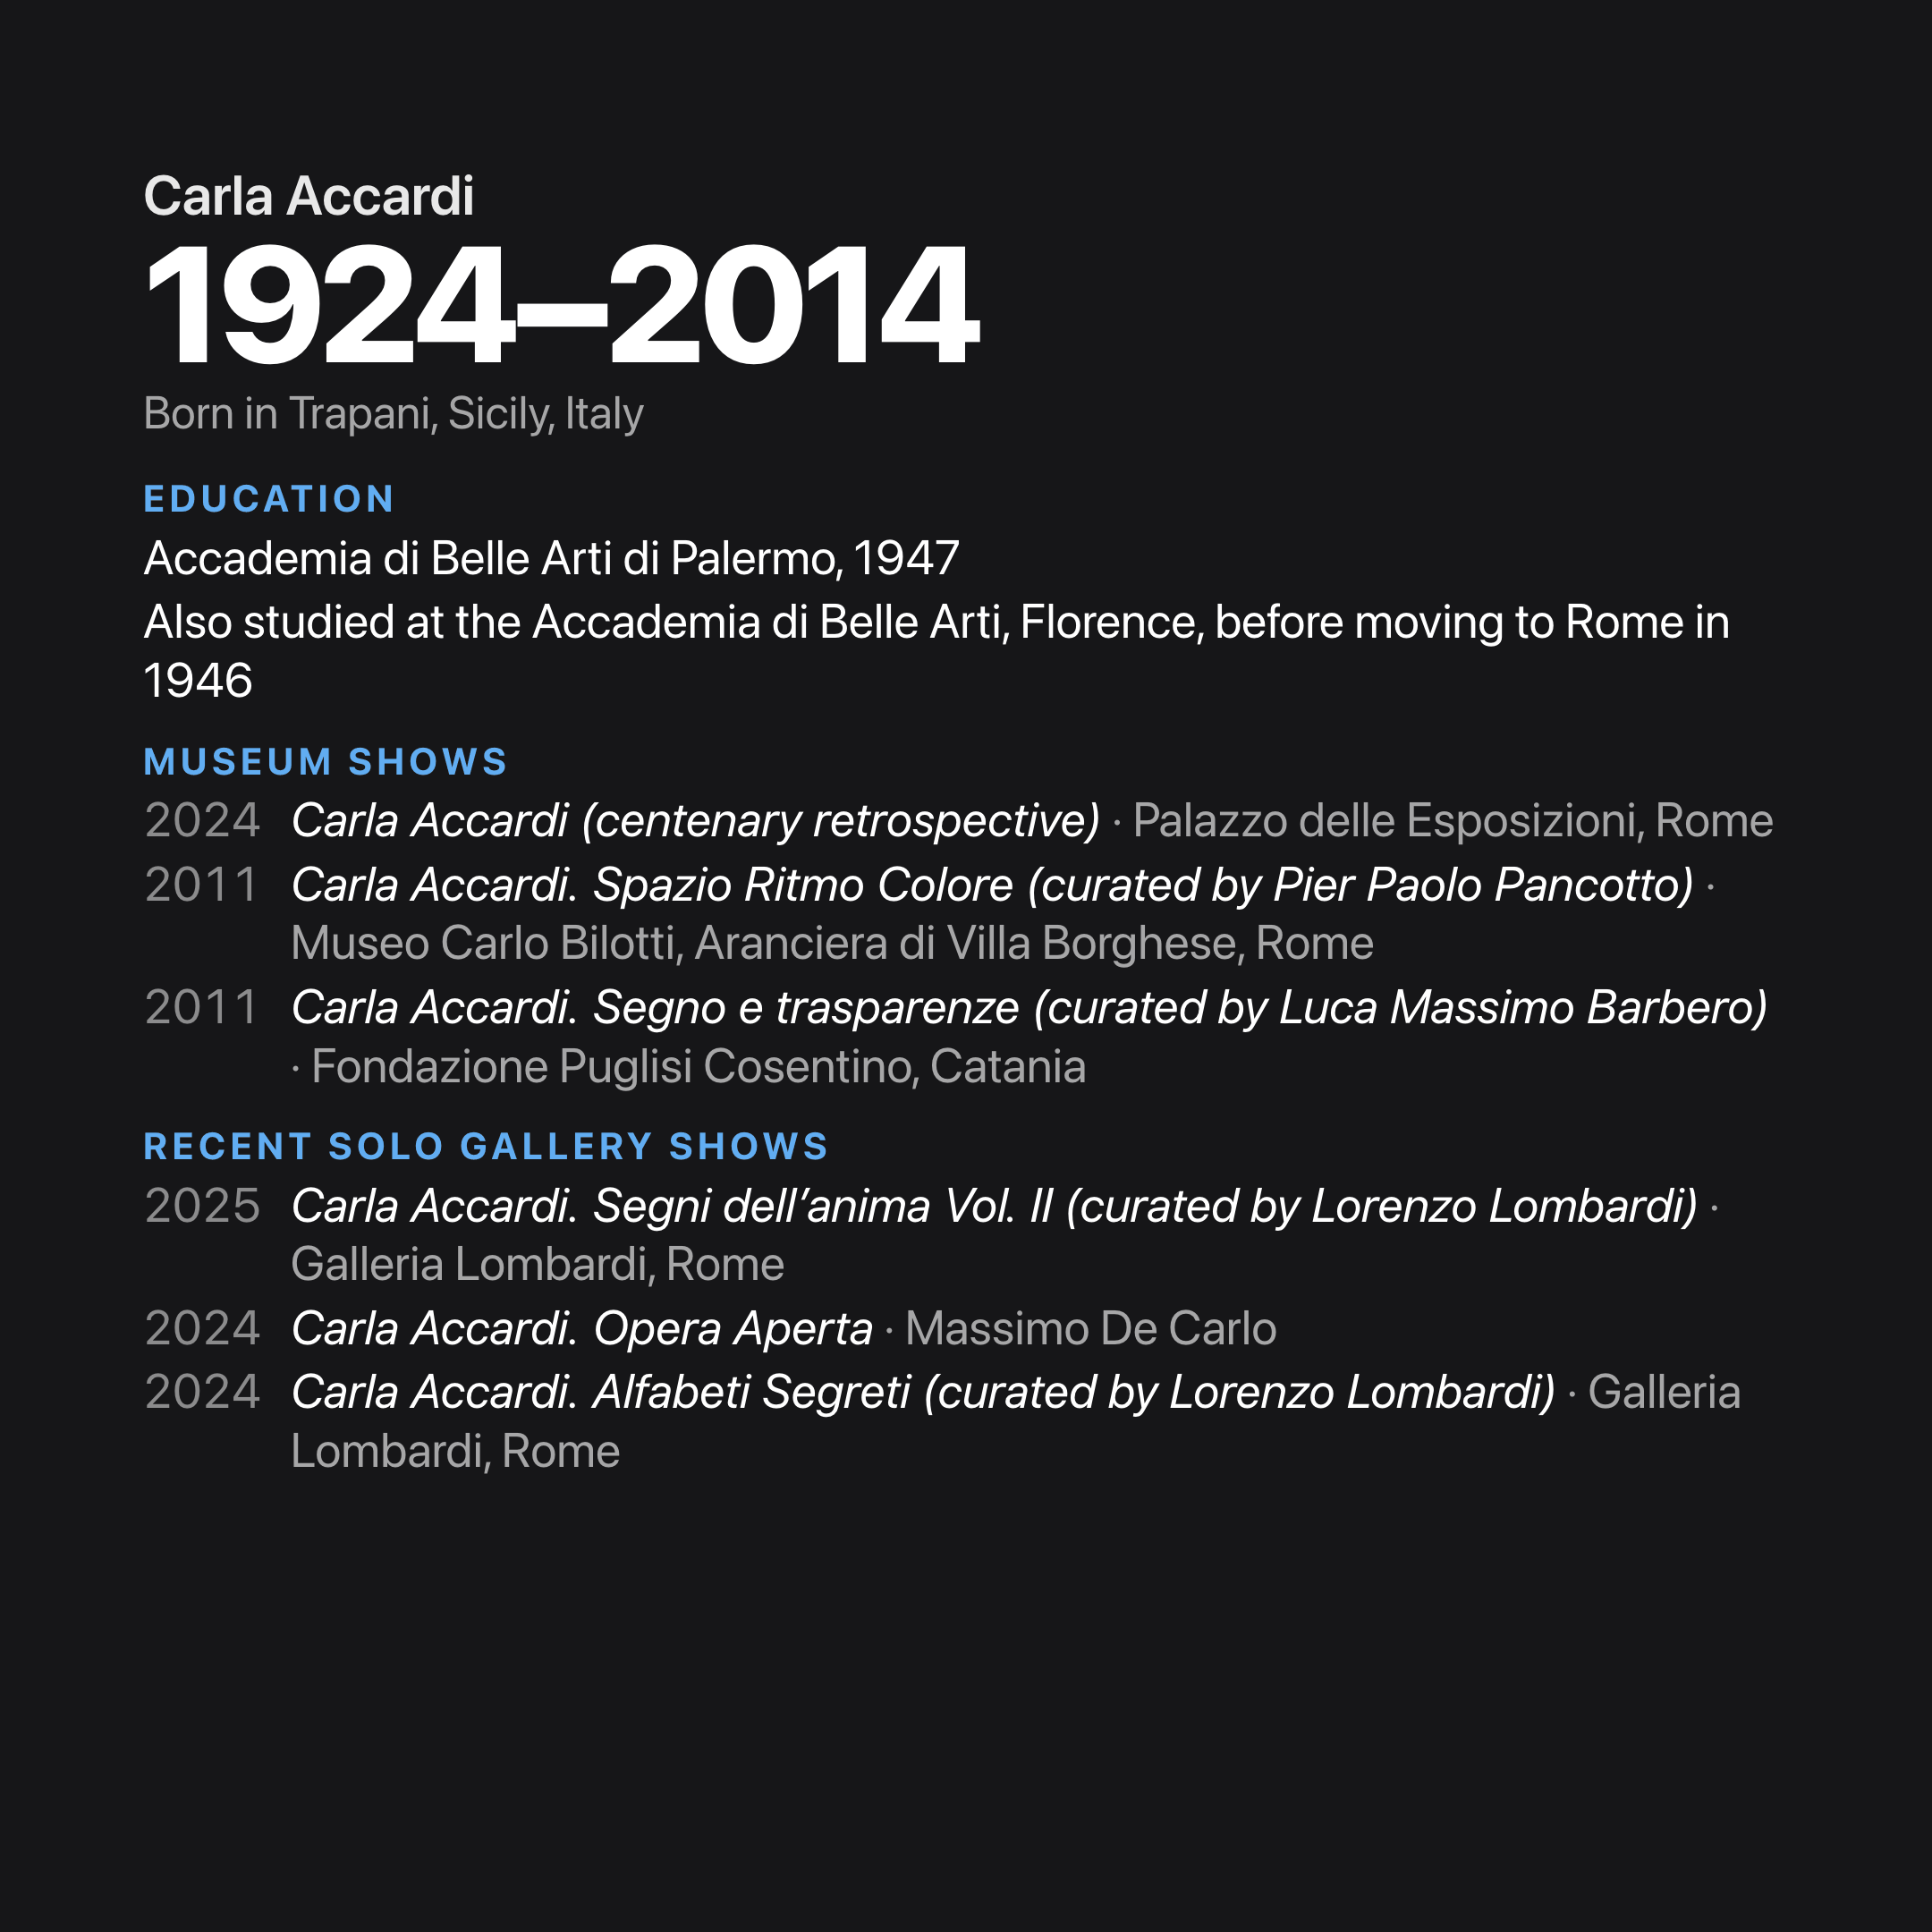 Carla Accardi
1924–2014
Born in Trapani, Sicily, Italy
EDUCATION
Accademia di Belle Arti di Palermo, 1947
Also studied at the Accademia di Belle Arti, Florence, before moving to Rome in
1946
MUSEUM SHOWS
2024 Carla Accardi (centenary retrospective) · Palazzo delle Esposizioni, Rome
2011 Carla Accardi. Spazio Ritmo Colore (curated by Pier Paolo Pancotto) ·
Museo Carlo Bilotti, Aranciera di Villa Borghese, Rome
2011 Carla Accardi. Segno e trasparenze (curated by Luca Massimo Barbero)
· Fondazione Puglisi Cosentino, Catania
RECENT SOLO GALLERY SHOWS
2025 Carla Accardi. Segni dell’anima Vol. II (curated by Lorenzo Lombardi) ·
Galleria Lombardi, Rome
2024 Carla Accardi. Opera Aperta · Massimo De Carlo
2024 Carla Accardi. Alfabeti Segreti (curated by Lorenzo Lombardi) · Galleria
Lombardi, Rome